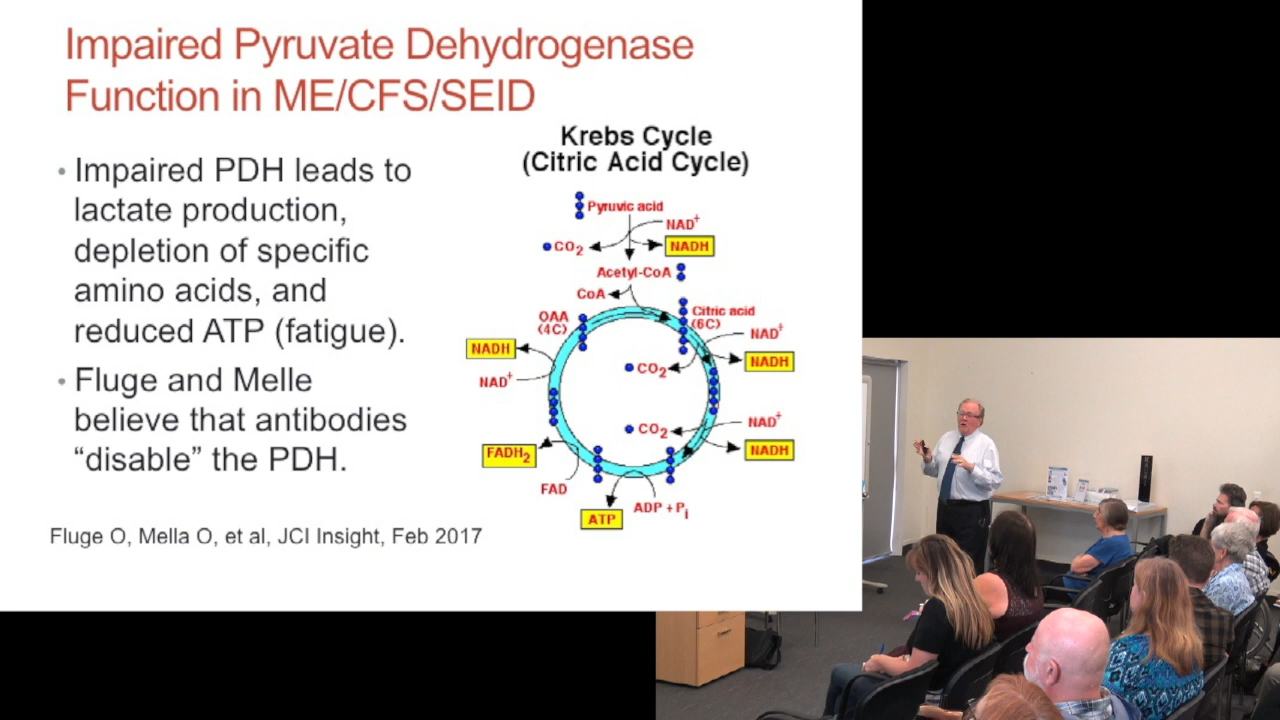 Impaired Pyruvate Dehydrogenase
Function in ME/CFS/SEID
• Impaired PDH leads to
lactate production,
depletion of specific
amino acids, and
reduced ATP (fatigue).
• Fluge and Melle
believe that antibodies
“disable” the PDH.
Fluge O, Mella O, et al, JCI Insight, Feb 2017
Krebs Cycle
(Citric Acid Cycle)
Pyruvic acid
NAD+
CO2
NADH
Acetyl-CoA
CoA
OAA
(4C)
Citric acid
(6C)
NAD+
NADH
CO2
NADH
NAD+
CO2
NAD+
NADH
FADH2
FAD
ATP
ADP + Pi